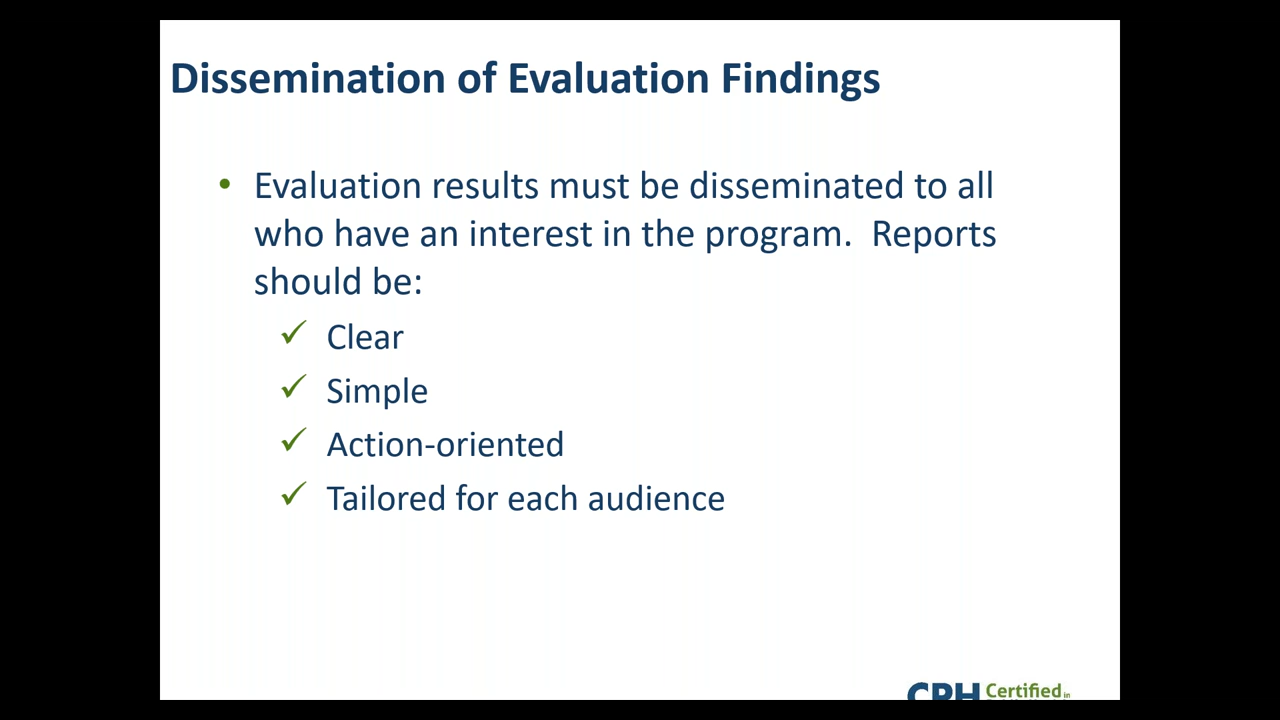 Dissemination of Evaluation Findings
• Evaluation results must be disseminated to all
who have an interest in the program.  Reports
should be:
✓ Clear
✓ Simple
✓ Action-oriented
✓ Tailored for each audience
CPH Certified in